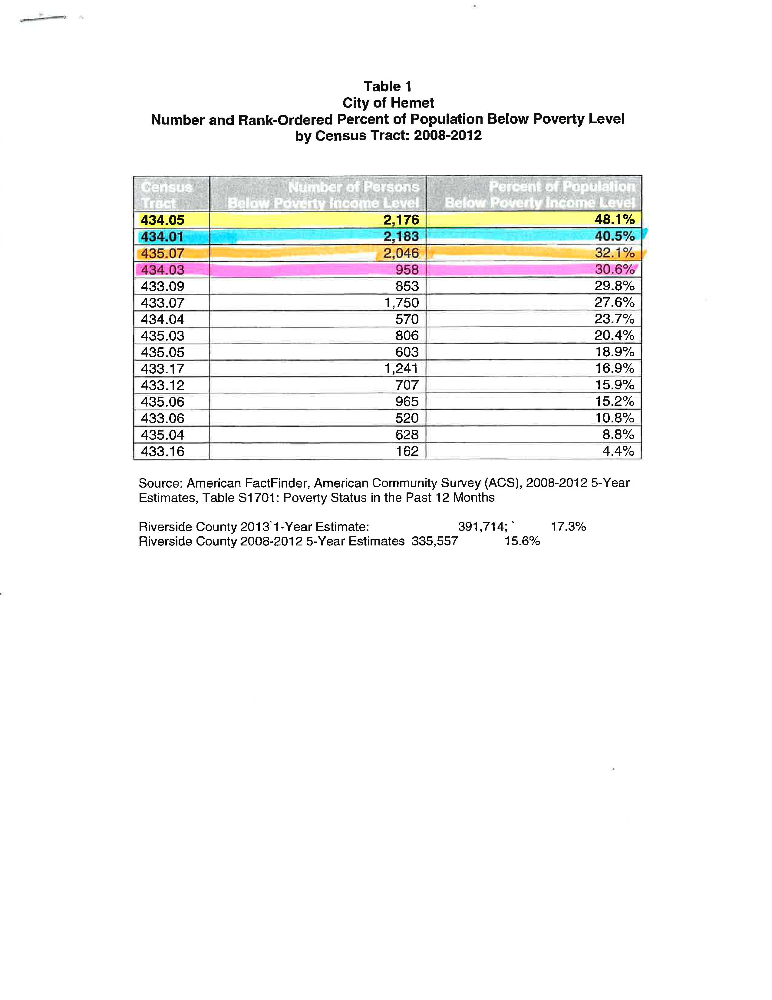 Table 1
City of Hemet
Number and Rank-Ordered Percent of Population Below Poverty Level
by Census Tract: 2008-2012
Census Tract Number of Persons Below Poverty Income Level Percent of Population Below Poverty Income Level
434.05 2,176 48.1%
434.01 2,183 40.5%
435.07 2,046 32.1%
434.03 958 30.6%
433.09 853 29.8%
433.07 1,750 27.6%
434.04 570 23.7%
435.03 806 20.4%
435.05 603 18.9%
433.17 1,241 16.9%
433.12 707 15.9%
435.06 965 15.2%
433.06 520 10.8%
435.04 628 8.8%
433.16 162 4.4%
Source: American FactFinder, American Community Survey (ACS), 2008-2012 5-Year
Estimates, Table S1701: Poverty Status in the Past 12 Months
Riverside County 2013`1-Year Estimate: 391,714; ` 17.3%
Riverside County 2008-2012 5-Year Estimates 335,557 15.6%